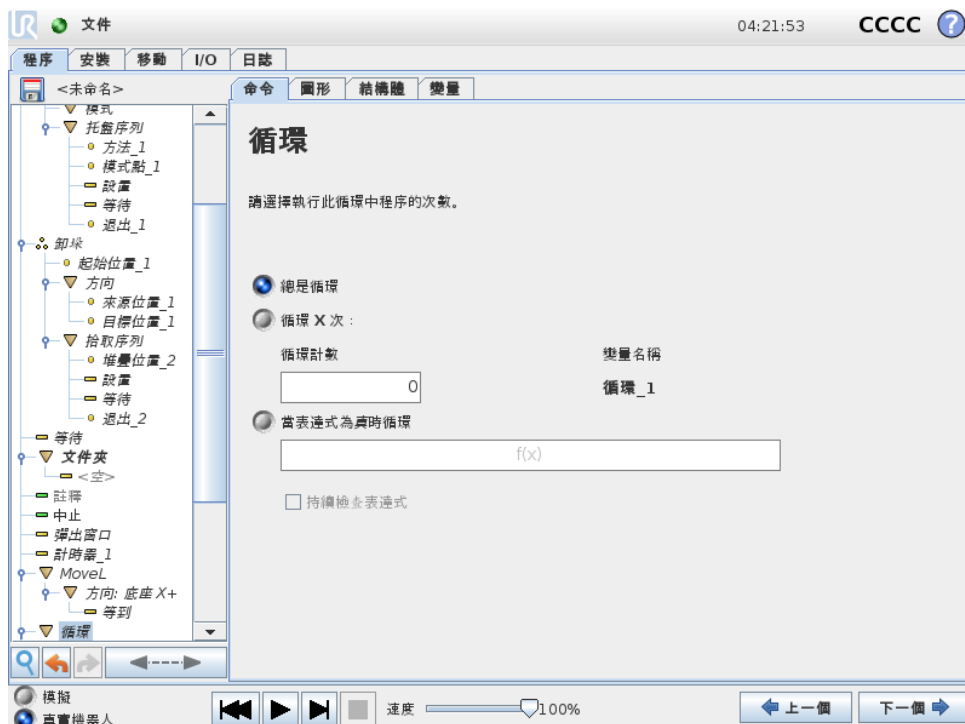 UR 文件 04:21:53 CCCC ?
程序 安裝 移動 I/O 日誌
<未命名> 命令 圖形 結構體 變量
模式
托盤序列
方法_1
模式點_1
設置
等待
退出_1
卸垛
起始位置_1
方向
來源位置_1
目標位置_1
拾取序列
堆疊位置_2
設置
等待
退出_2
等待
文件夾
<空>
註釋
中止
彈出窗口
計時器_1
MoveL
方向: 底座 X+
等到
循環
循環
請選擇執行此循環中程序的次數。
總是循環
循環 X 次：
循環計數 變量名稱
0 循環_1
當表達式為真時循環
f(x)
持續檢查表達式
模擬
真實機器人
速度 100% 上一個 下一個